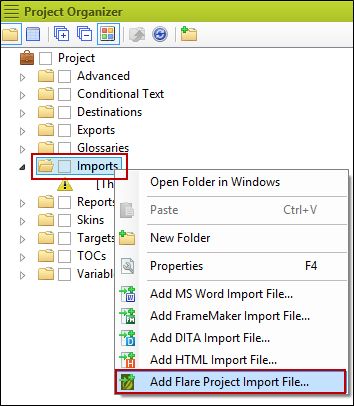 Project Organizer
Project
Advanced
Conditional Text
Destinations
Exports
Glossaries
Imports
[Th
Reports
Skins
Targets
TOCs
Variabl
Open Folder in Windows
Paste Ctrl+V
New Folder
Properties F4
Add MS Word Import File...
Add FrameMaker Import File...
Add DITA Import File...
Add HTML Import File...
Add Flare Project Import File...